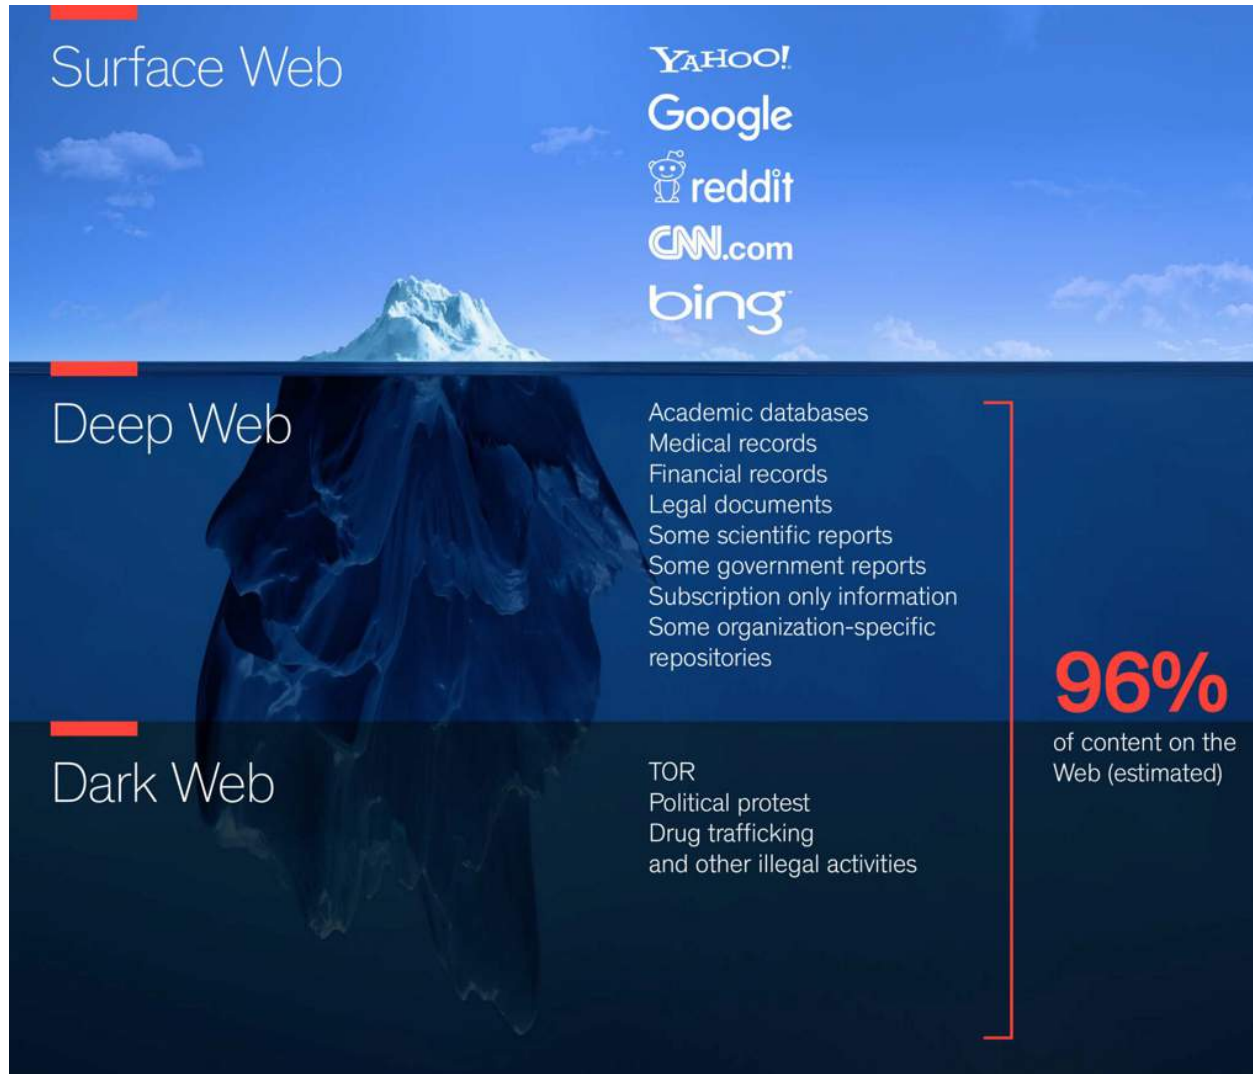 Surface Web
YAHOO!
Google
reddit
CNN.com
bing
Deep Web
Academic databases
Medical records
Financial records
Legal documents
Some scientific reports
Some government reports
Subscription only information
Some organization-specific
repositories
96%
of content on the
Web (estimated)
Dark Web
TOR
Political protest
Drug trafficking
and other illegal activities